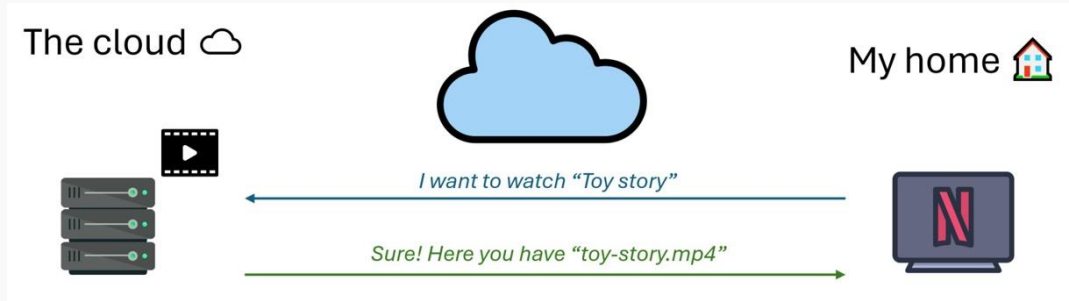 The cloud
My home
I want to watch “Toy story”
Sure! Here you have “toy-story.mp4”
N